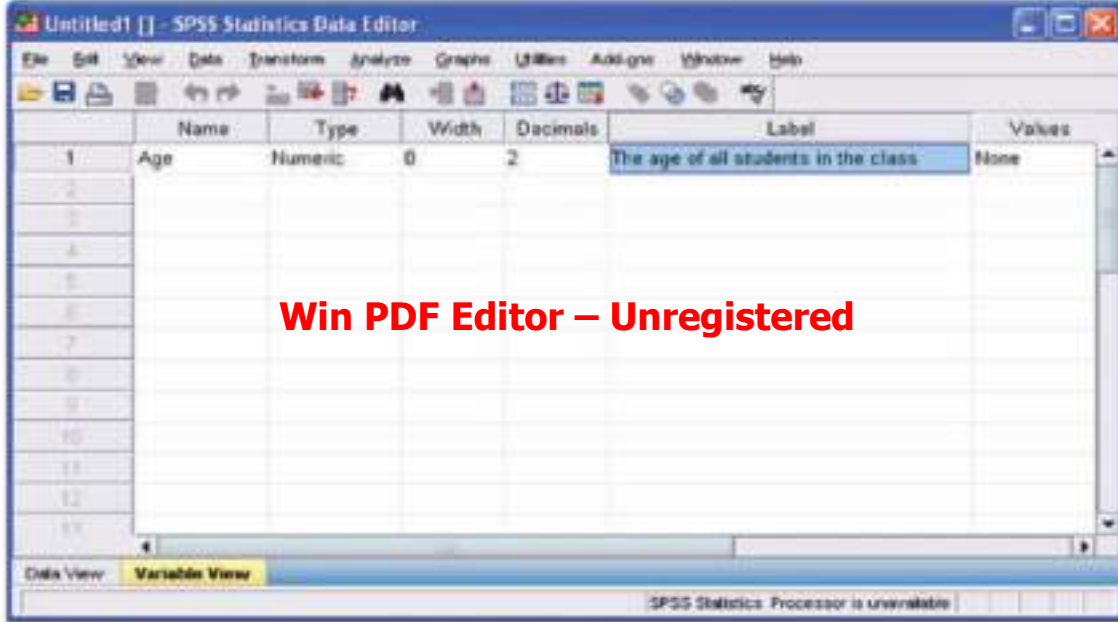 Untitled1 [] - SPSS Statistics Data Editor
File Edit View Data Transform Analyze Graphs Utilities Add-ons Window Help
Name Type Width Decimals Label Values
1 Age Numeric 8 2 The age of all students in the class None
2
3
4
5
6
Win PDF Editor – Unregistered
7
8
9
10
11
12
13
Data View Variable View
SPSS Statistics Processor is unavailable